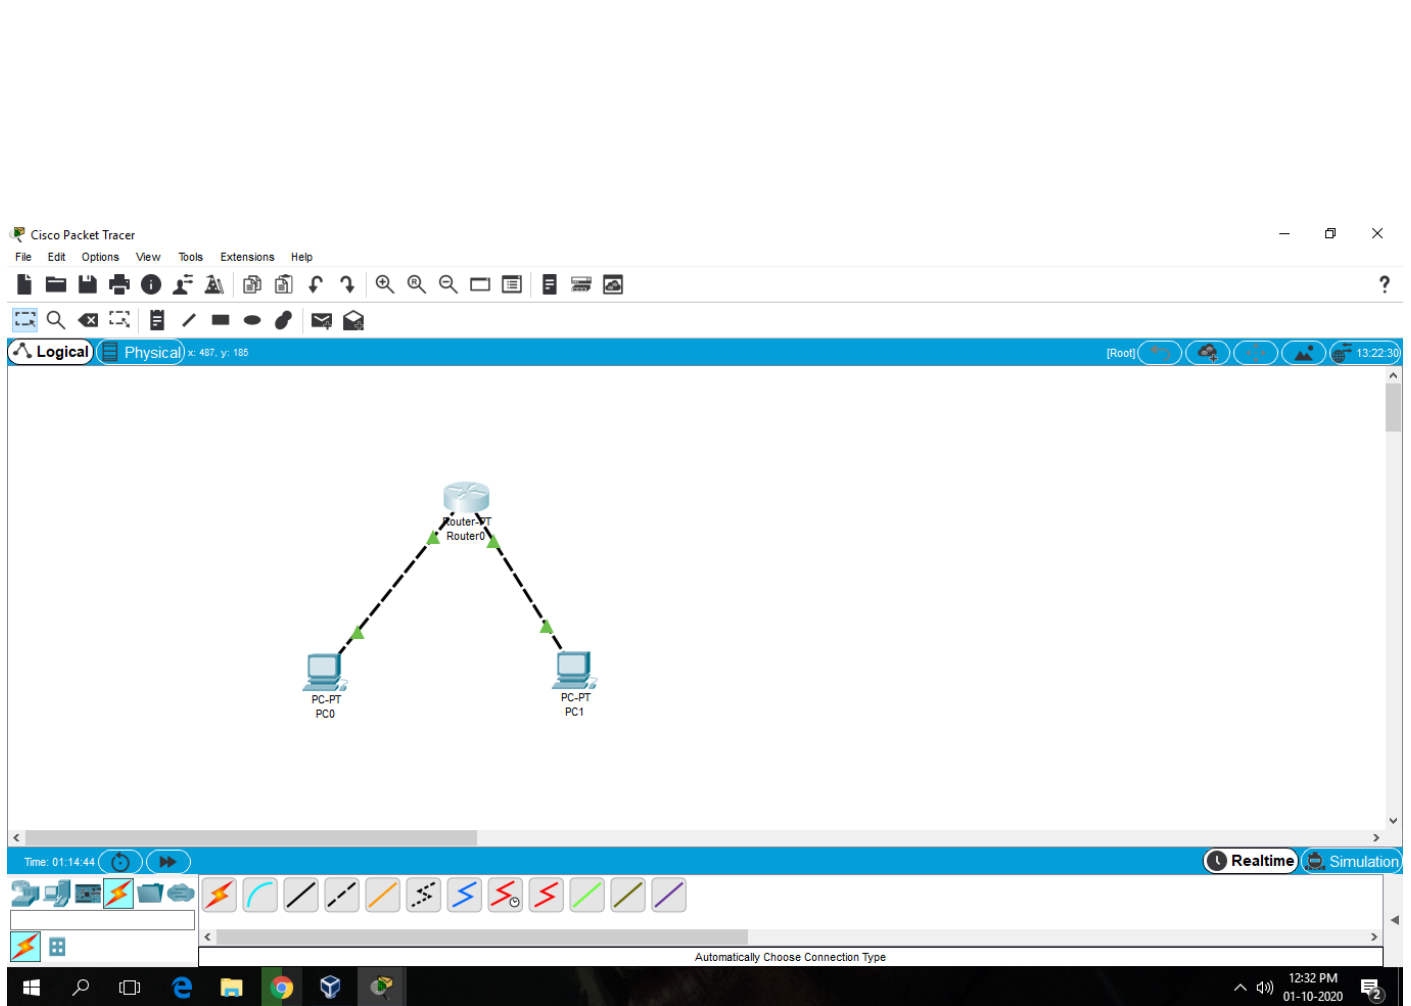 Cisco Packet Tracer
File Edit Options View Tools Extensions Help
?
Logical Physical x: 487, y: 185 [Root] 13:22:30
Router-PT
Router0
PC-PT
PC0
PC-PT
PC1
Time: 01:14:44 Realtime Simulation
Automatically Choose Connection Type
12:32 PM
01-10-2020
2